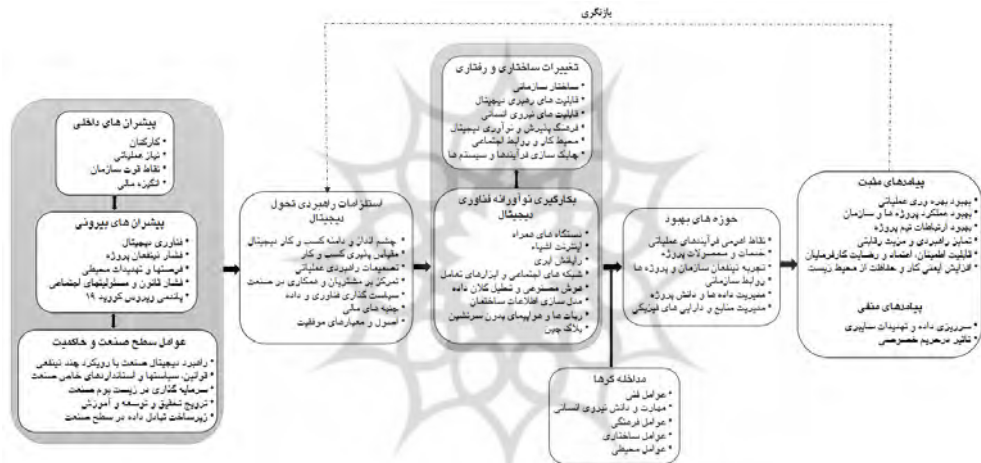 بازنگری
پیشران های داخلی
• کارکنان
• نیاز عملیاتی
• نقاط قوت سازمان
• انگیزه مالی
پیشران های بیرونی
• فناوری دیجیتال
• فشار ذینفعان پروژه
• فرصتها و تهدیدات محیطی
• فشار قانون و مسئولیتهای اجتماعی
• پاندمی ویروس کووید ۱۹
عوامل سطح صنعت و حاکمیت
• راهبرد دیجیتال صنعت با رویکرد چند ذینفعی
• قوانین، سیاستها و استانداردهای خاص صنعت
• سرمایه گذاری در زیست بوم صنعت
• ترویج تحقیق و توسعه و آموزش
• زیرساخت تبادل داده در سطح صنعت
استلزامات راهبردی تحول
دیجیتال
• چشم انداز و دامنه کسب و کار دیجیتال
• مقیاس پذیری کسب و کار
• تصمیمات راهبردی عملیاتی
• تمرکز بر مشتریان و همکاری در صنعت
• سیاست گذاری فناوری و داده
• جنبه های مالی
• اصول و معیارهای موفقیت
تغییرات ساختاری و رفتاری
• ساختار سازمانی
• قابلیت های رهبری دیجیتال
• قابلیت های نیروی انسانی
• فرهنگ پذیرش و نوآوری دیجیتال
• محیط کار و روابط اجتماعی
• چابک سازی فرآیندها و سیستم ها
بکارگیری نوآورانه فناوری
دیجیتال
• دستگاه های همراه
• اینترنت اشیاء
• رایانش ابری
• شبکه های اجتماعی و ابزارهای تعامل
• هوش مصنوعی و تحلیل کلان داده
• مدل سازی اطلاعات ساختمان
• ربات ها و هواپیمای بدون سرنشین
• بلاک چین
حوزه های بهبود
• نقاط اهرمی فرآیندهای عملیاتی
• خدمات و محصولات پروژه
• تجربه ذینفعان سازمان و پروژه ها
• روابط سازمانی
• مدیریت داده ها و دانش پروژه
• مدیریت منابع و دارایی های فیزیکی
مداخله گرها
• عوامل فنی
• مهارت و دانش نیروی انسانی
• عوامل فرهنگی
• عوامل ساختاری
• عوامل محیطی
پیامدهای مثبت
• بهبود بهره وری عملیاتی
• بهبود عملکرد پروژه ها و سازمان
• بهبود ارتباطات تیم پروژه
• تمایز راهبردی و مزیت رقابتی
• قابلیت اطمینان، اعتماد و رضایت کارفرمایان
• افزایش ایمنی کار و حفاظت از محیط زیست
پیامدهای منفی
• سرریزی داده و تهدیدات سایبری
• تاثیر درحریم خصوصی